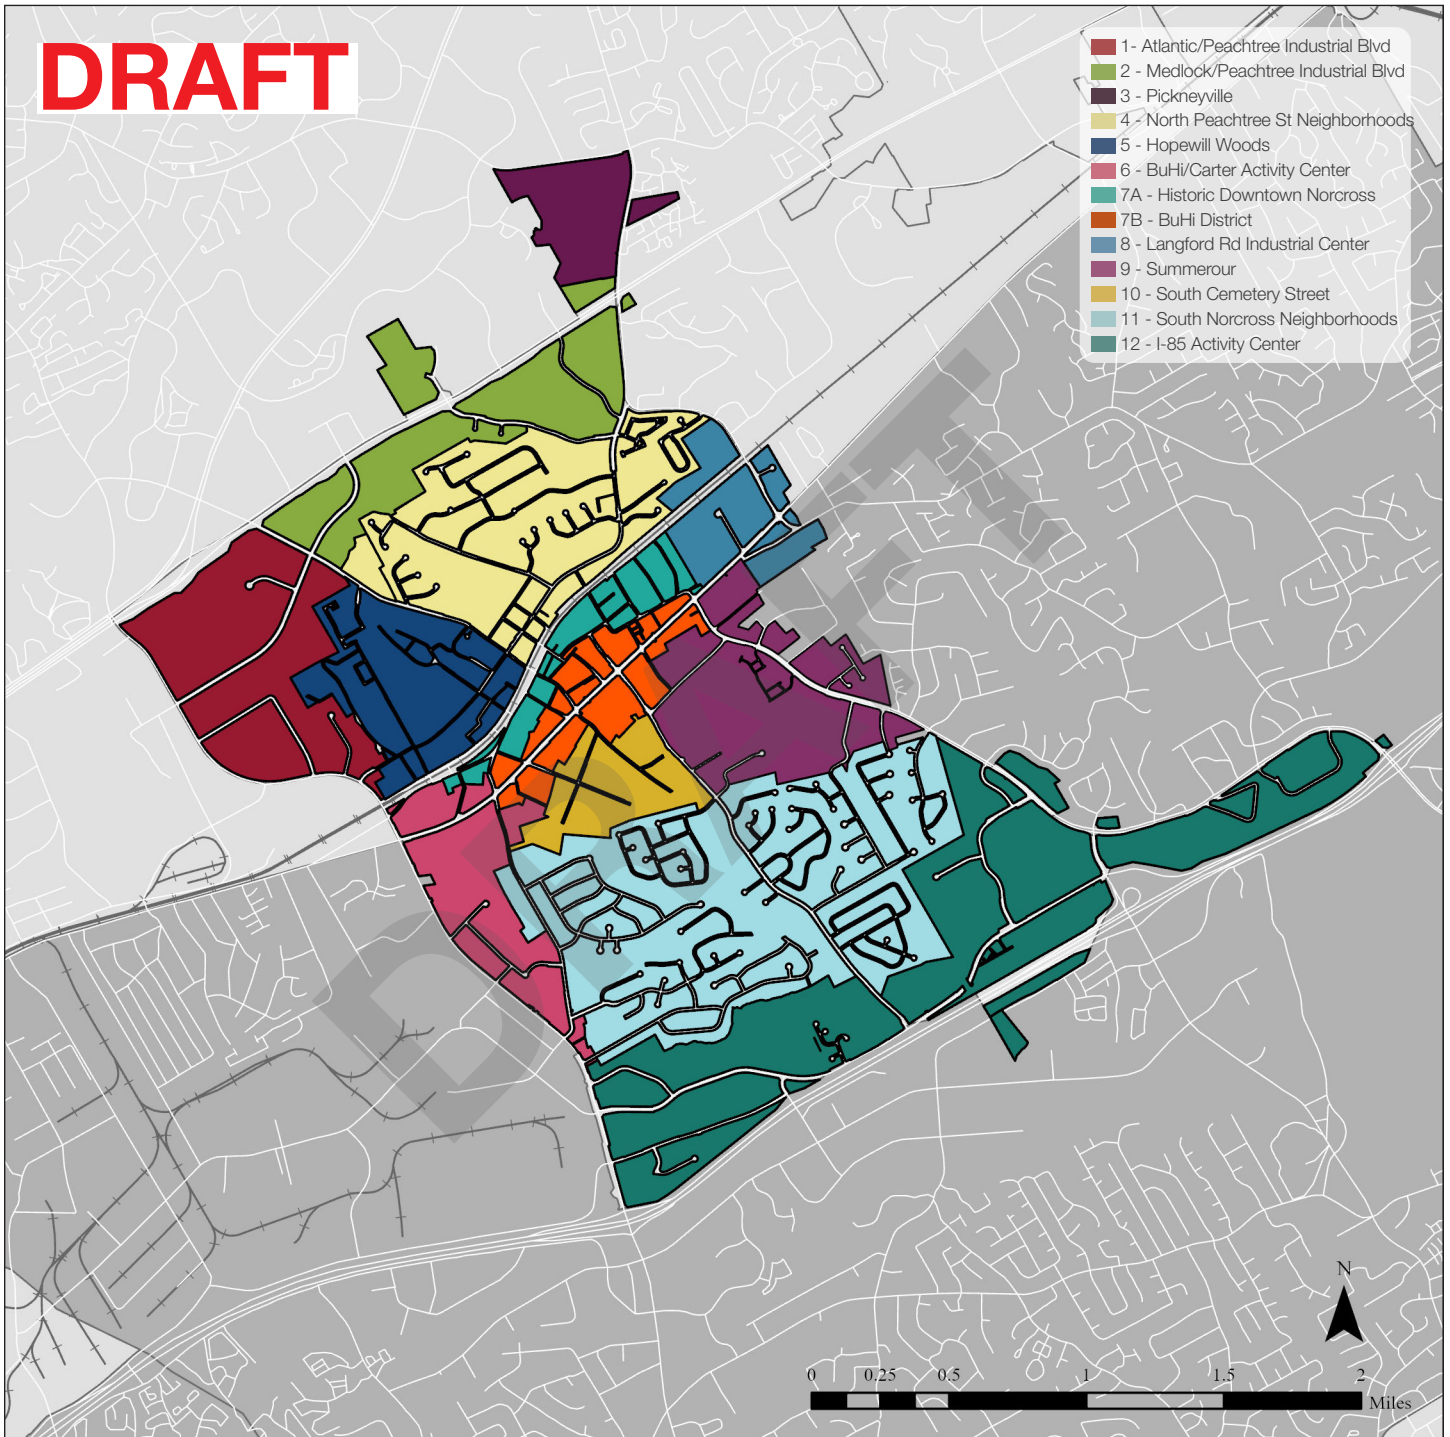 DRAFT
1- Atlantic/Peachtree Industrial Blvd
2 - Medlock/Peachtree Industrial Blvd
3 - Pickneyville
4 - North Peachtree St Neighborhoods
5 - Hopewill Woods
6 - BuHi/Carter Activity Center
7A - Historic Downtown Norcross
7B - BuHi District
8 - Langford Rd Industrial Center
9 - Summerour
10 - South Cemetery Street
11 - South Norcross Neighborhoods
12 - I-85 Activity Center
DRAFT
N
0 0.25 0.5 1 1.5 2
Miles